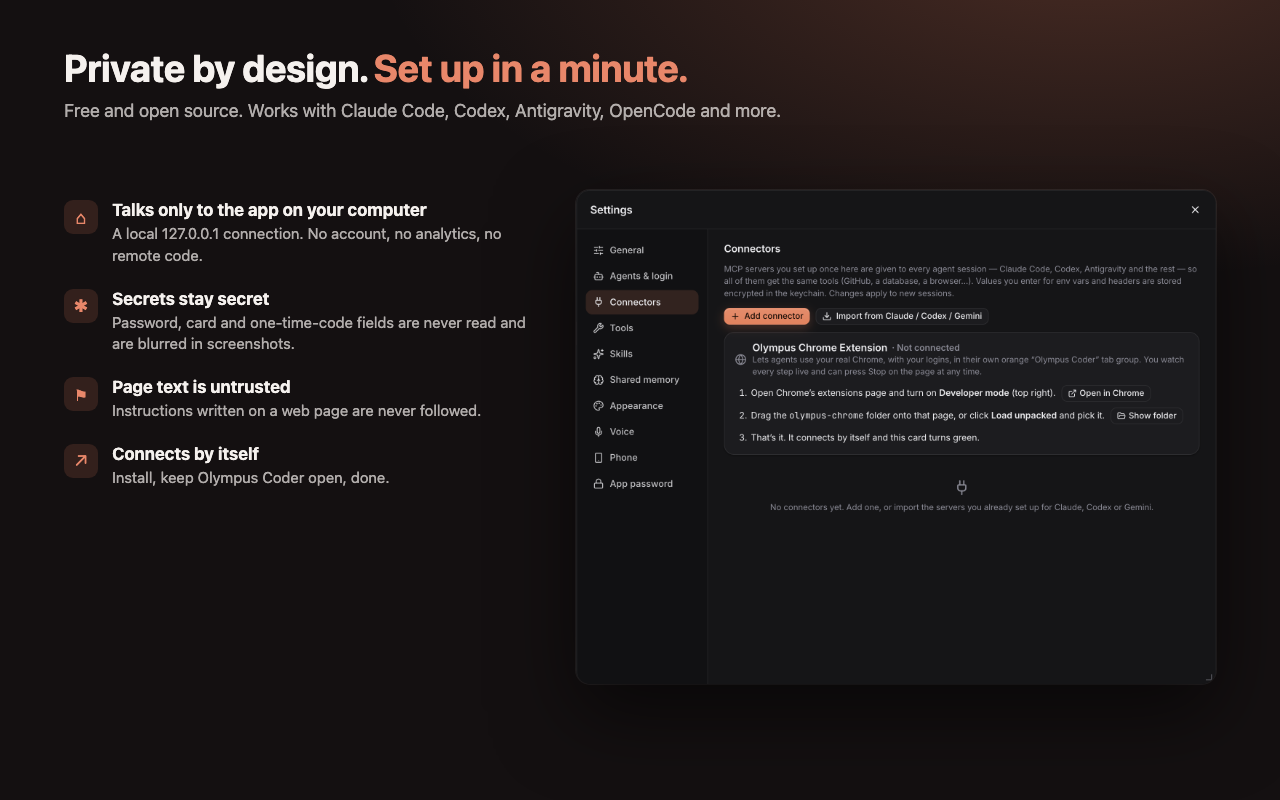 Private by design. Set up in a minute.
Free and open source. Works with Claude Code, Codex, Antigravity, OpenCode and more.
Talks only to the app on your computer
A local 127.0.0.1 connection. No account, no analytics, no
remote code.
Secrets stay secret
Password, card and one-time-code fields are never read and
are blurred in screenshots.
Page text is untrusted
Instructions written on a web page are never followed.
Connects by itself
Install, keep Olympus Coder open, done.
Settings
General
Agents & login
Connectors
Tools
Skills
Shared memory
Appearance
Voice
Phone
App password
Connectors
MCP servers you set up once here are given to every agent session — Claude Code, Codex, Antigravity and the rest — so
all of them get the same tools (GitHub, a database, a browser...). Values you enter for env vars and headers are stored
encrypted in the keychain. Changes apply to new sessions.
+ Add connector Import from Claude / Codex / Gemini
Olympus Chrome Extension · Not connected
Lets agents use your real Chrome, with your logins, in their own orange “Olympus Coder” tab group. You watch
every step live and can press Stop on the page at any time.
1. Open Chrome's extensions page and turn on Developer mode (top right). Open in Chrome
2. Drag the olympus-chrome folder onto that page, or click Load unpacked and pick it. Show folder
3. That's it. It connects by itself and this card turns green.
No connectors yet. Add one, or import the servers you already set up for Claude, Codex or Gemini.